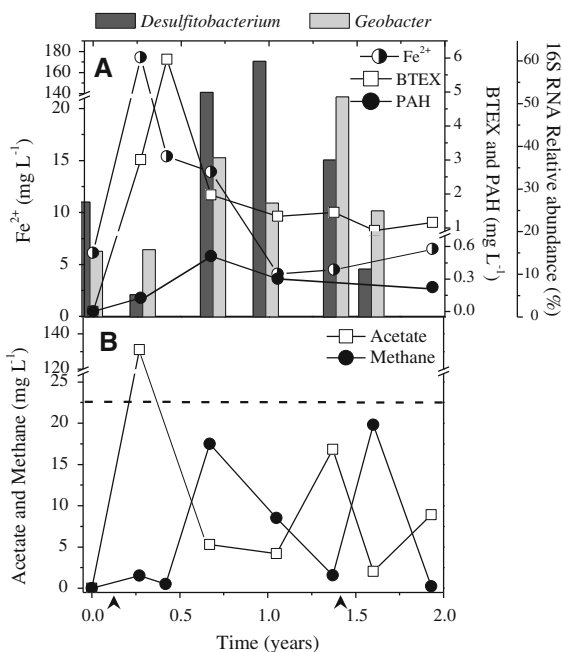 Desulfitobacterium Geobacter
A
Fe²⁺
BTEX
PAH
Fe²⁺ (mg L⁻¹)
180
170
160
150
140
20
15
10
5
0
BTEX and PAH (mg L⁻¹)
6
5
4
3
2
1
0.6
0.3
0.0
16S RNA Relative abundance (%)
60
50
40
30
20
10
0
B
Acetate
Methane
Acetate and Methane (mg L⁻¹)
140
120
25
20
15
10
5
0
0.0 0.5 1.0 1.5 2.0
Time (years)